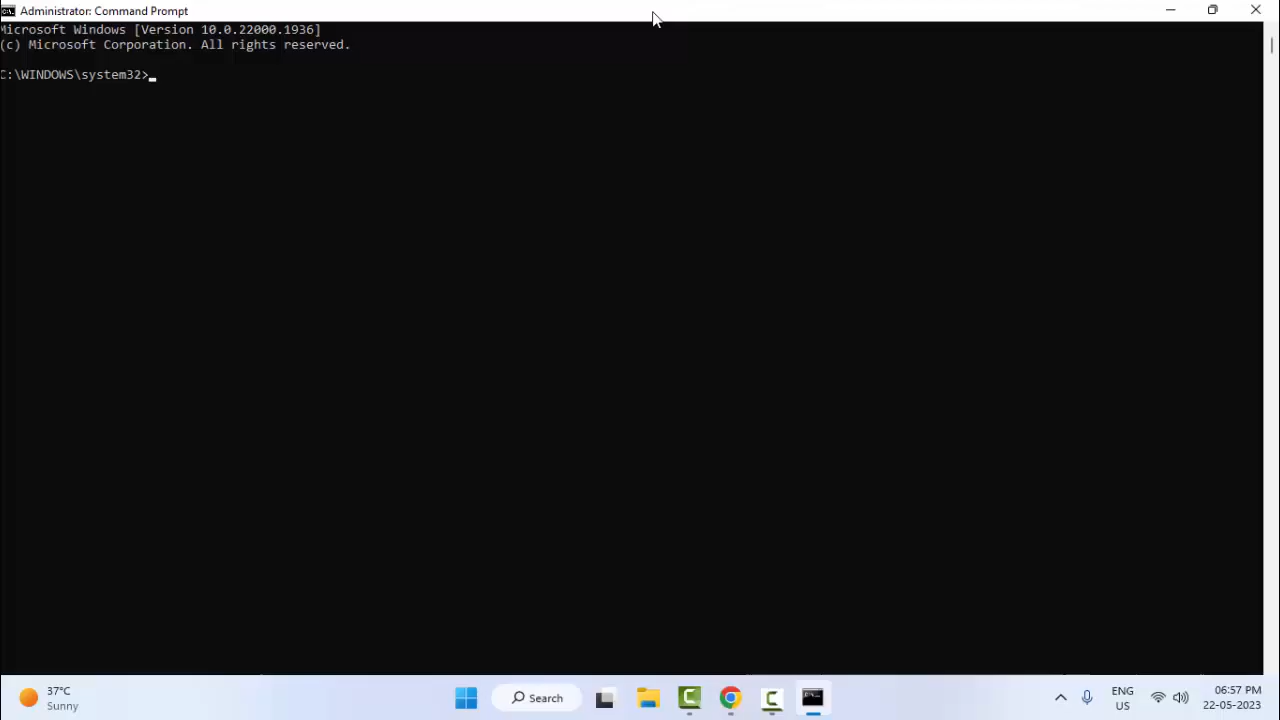 Administrator: Command Prompt
Microsoft Windows [Version 10.0.22000.1936]
(c) Microsoft Corporation. All rights reserved.
C:\WINDOWS\system32>
37°C
Sunny
Search
ENG
US
06:57 PM
22-05-2023